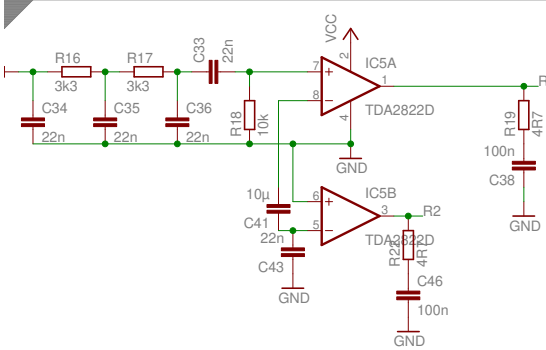 C33
22n
VCC
R16
R17
3k3
3k3
7
8
2
4
1
IC5A
TDA2822D
R
C34
22n
C35
22n
C36
22n
R18
10k
GND
R19
4R7
100n
C38
GND
10µ
C41
22n
C43
GND
6
5
3
IC5B
TDA2822D
R2
4R7
C46
100n
GND